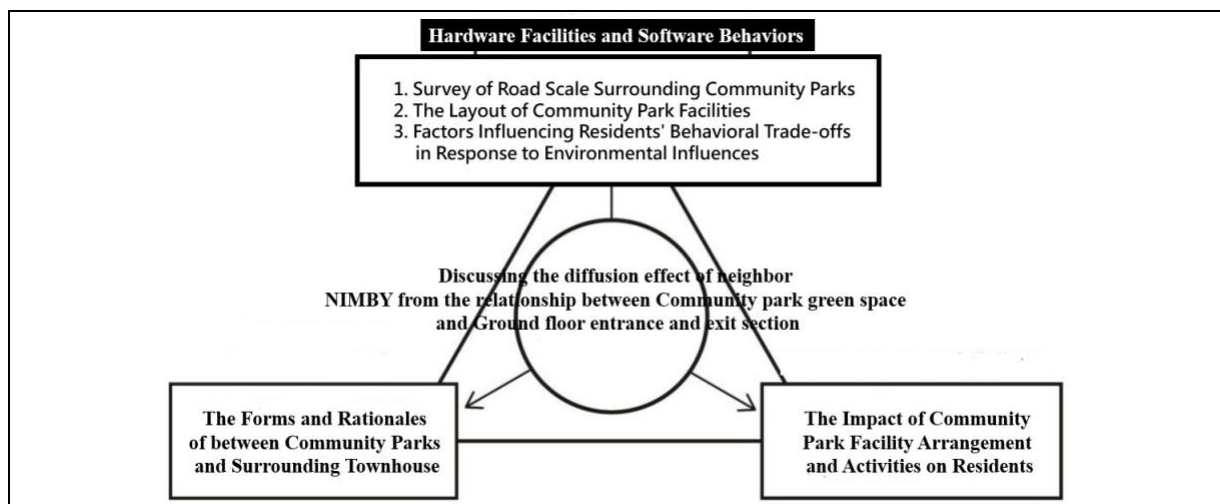 Hardware Facilities and Software Behaviors
1. Survey of Road Scale Surrounding Community Parks
2. The Layout of Community Park Facilities
3. Factors Influencing Residents' Behavioral Trade-offs
in Response to Environmental Influences
Discussing the diffusion effect of neighbor
NIMBY from the relationship between Community park green space
and Ground floor entrance and exit section
The Forms and Rationales
of between Community Parks
and Surrounding Townhouse
The Impact of Community
Park Facility Arrangement
and Activities on Residents